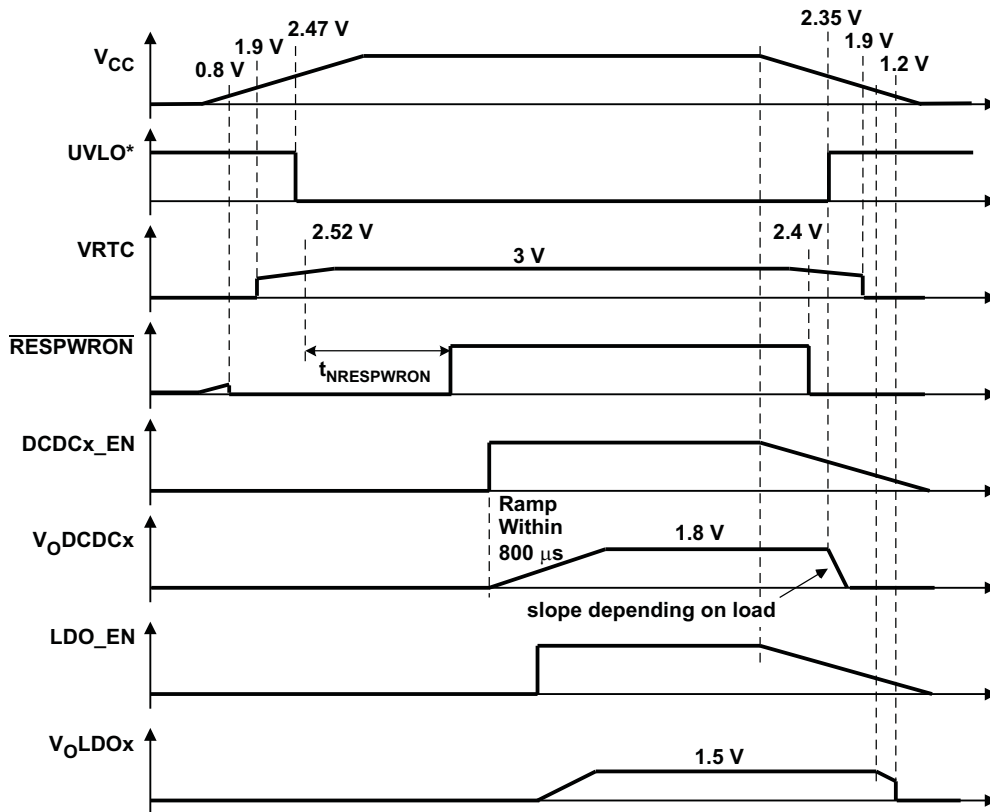 2.47 V
2.35 V
1.9 V
1.9 V
VCC
0.8 V
1.2 V
UVLO*
2.52 V
2.4 V
VRTC
3 V
RESPWRON
tNRESPWRON
DCDCx_EN
Ramp
Within
800 μs
1.8 V
VODCDCx
slope depending on load
LDO_EN
VOLDOx
1.5 V